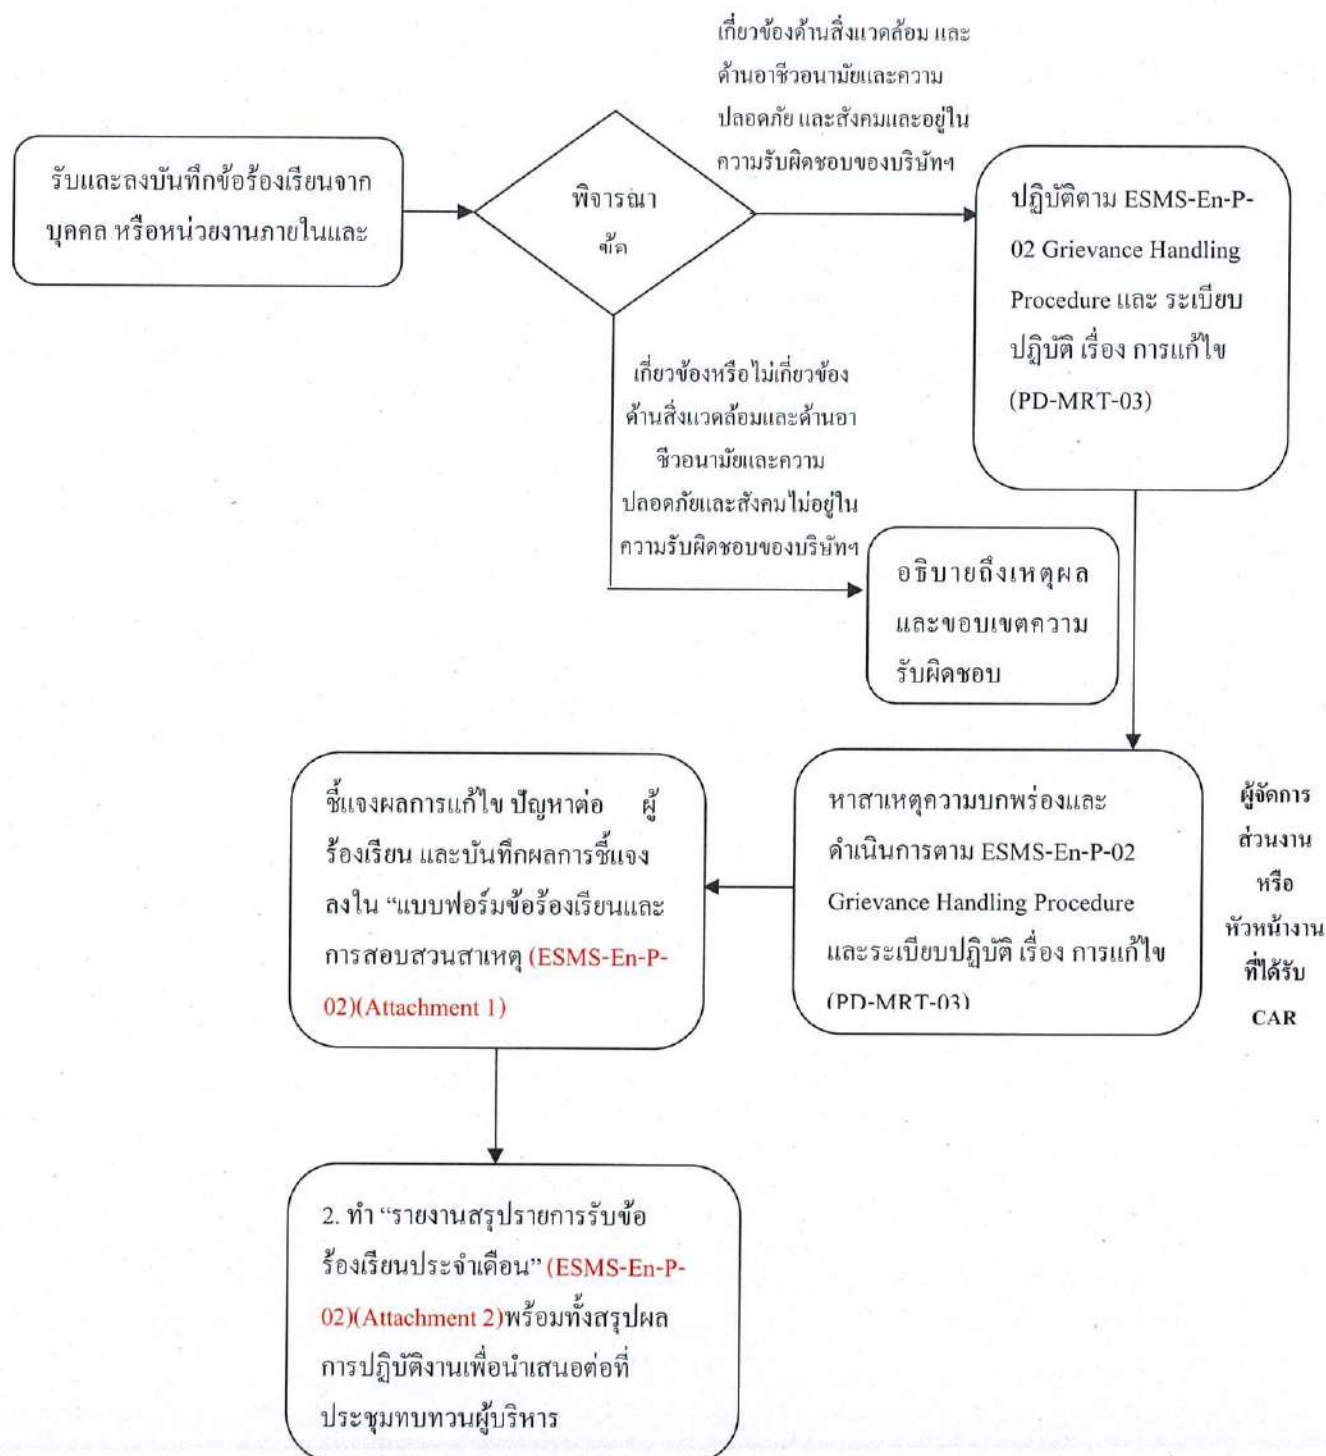 เกี่ยวข้องด้านสิ่งแวดล้อม และ
ด้านอาชีวอนามัยและความ
ปลอดภัย และสังคมและอยู่ใน
ความรับผิดชอบของบริษัทฯ
รับและลงบันทึกข้อร้องเรียนจาก
บุคคล หรือหน่วยงานภายในและ
พิจารณา
ปฏิบัติตาม ESMS-En-P-
02 Grievance Handling
Procedure และ ระเบียบ
ปฏิบัติ เรื่อง การแก้ไข
(PD-MRT-03)
เกี่ยวข้องหรือไม่เกี่ยวข้อง
ด้านสิ่งแวดล้อมและด้านอา
ชีวอนามัยและความ
ปลอดภัยและสังคมไม่อยู่ใน
ความรับผิดชอบของบริษัทฯ
อธิบายถึงเหตุผล
และขอบเขตความ
รับผิดชอบ
หาสาเหตุความบกพร่องและ
ดำเนินการตาม ESMS-En-P-02
Grievance Handling Procedure
และระเบียบปฏิบัติ เรื่อง การแก้ไข
(PD-MRT-03)
ผู้จัดการ
ส่วนงาน
หรือ
หัวหน้างาน
ที่ได้รับ
CAR
ชี้แจงผลการแก้ไข ปัญหาต่อ ผู้
ร้องเรียน และบันทึกผลการชี้แจง
ลงใน “แบบฟอร์มข้อร้องเรียนและ
การสอบสวนสาเหตุ (ESMS-En-P-
02)(Attachment 1)
2. ทำ “รายงานสรุปรายการรับข้อ
ร้องเรียนประจำเดือน” (ESMS-En-P-
02)(Attachment 2)พร้อมทั้งสรุปผล
การปฏิบัติงานเพื่อนำเสนอต่อที่
ประชุมทบทวนผู้บริหาร